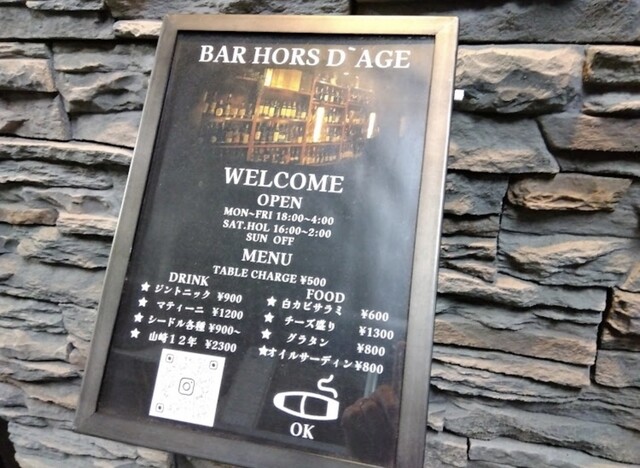 BAR HORS D`AGE
WELCOME
OPEN
MON~FRI 18:00~4:00
SAT.HOL 16:00~2:00
SUN OFF
MENU
TABLE CHARGE ¥500
DRINK
★ ジントニック ¥900
★ マティーニ ¥1200
★ シードル各種 ¥900~
★ 山崎12年 ¥2300
FOOD
★ 白カビサラミ ¥600
★ チーズ盛り ¥1300
★ グラタン ¥800
★オイルサーディン ¥800
OK